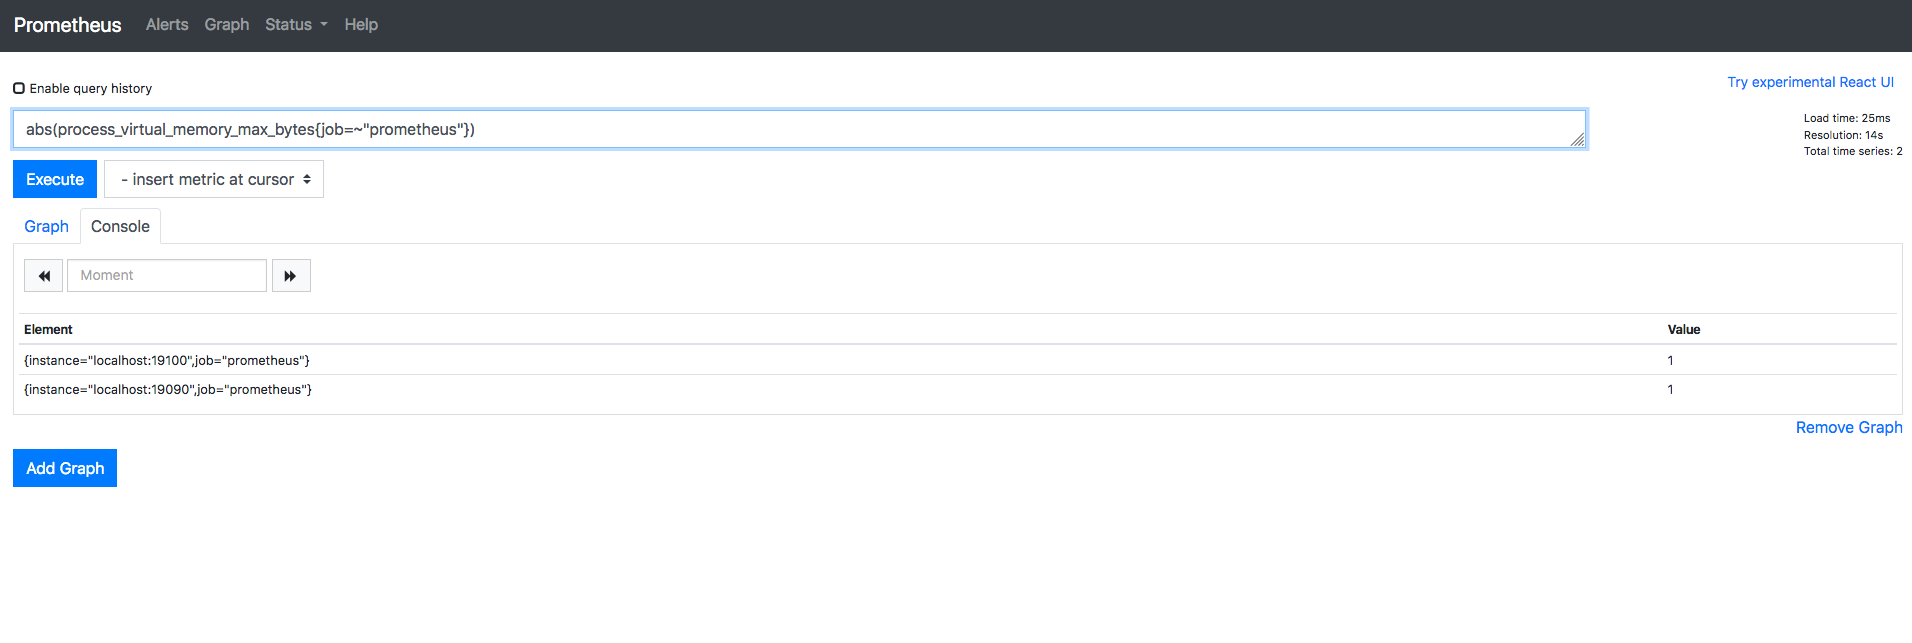 Prometheus Alerts Graph Status Help
Enable query history
Try experimental React UI
abs(process_virtual_memory_max_bytes{job=~"prometheus"})
Load time: 25ms
Resolution: 14s
Total time series: 2
Execute - insert metric at cursor
Graph Console
Moment
Element Value
{instance="localhost:19100",job="prometheus"} 1
{instance="localhost:19090",job="prometheus"} 1
Remove Graph
Add Graph